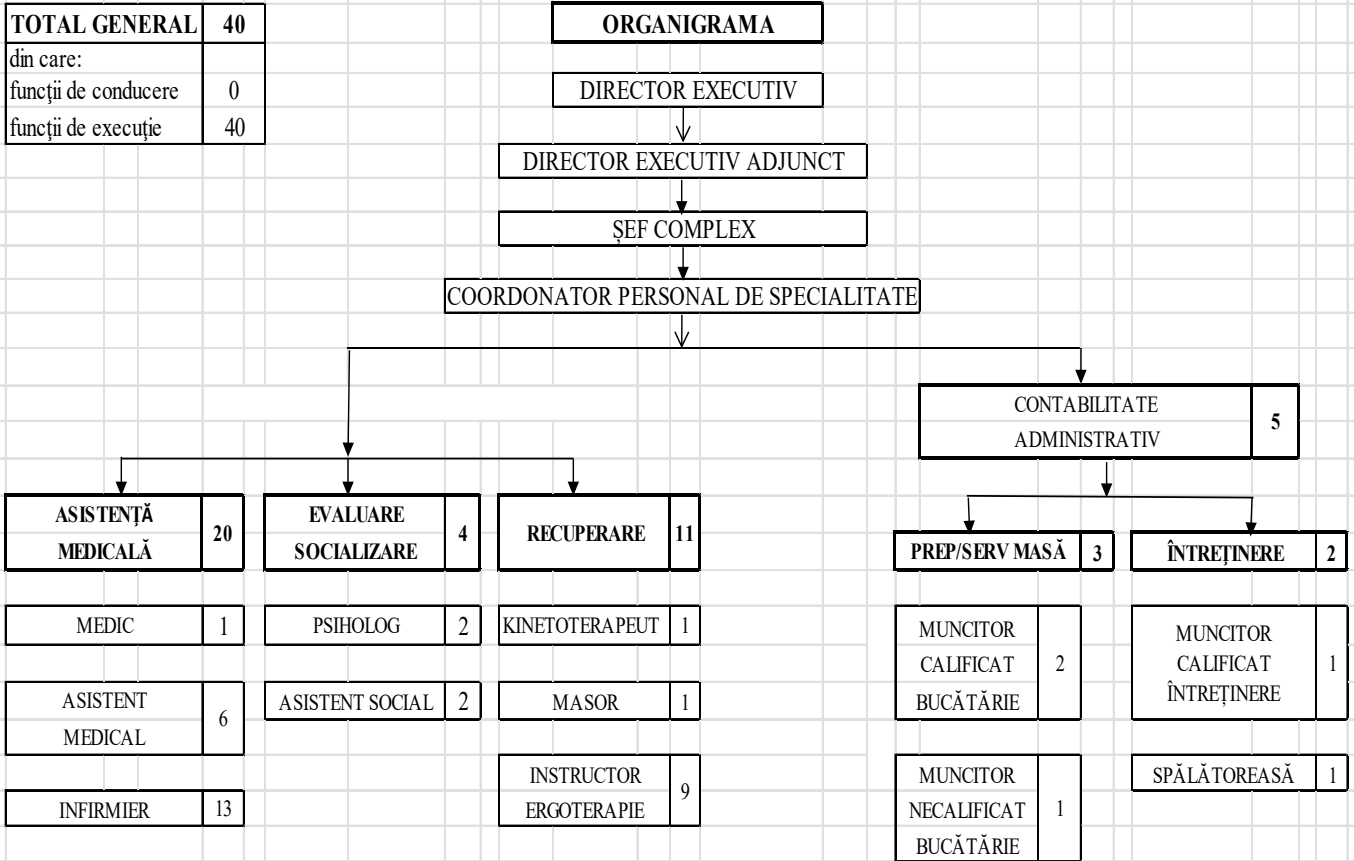 TOTAL GENERAL 40
din care:
funcții de conducere 0
funcții de execuție 40
ORGANIGRAMA
DIRECTOR EXECUTIV
DIRECTOR EXECUTIV ADJUNCT
ȘEF COMPLEX
COORDONATOR PERSONAL DE SPECIALITATE
CONTABILITATE
ADMINISTRATIV
5
ASISTENȚĂ
MEDICALĂ
20
EVALUARE
SOCIALIZARE
4
RECUPERARE 11
PREP/SERV MASĂ 3
ÎNTREȚINERE 2
MEDIC 1
ASISTENT
MEDICAL
6
INFIRMIER 13
PSIHOLOG 2
ASISTENT SOCIAL 2
KINETOTERAPEUT 1
MASOR 1
INSTRUCTOR
ERGOTERAPIE
9
MUNCITOR
CALIFICAT
BUCĂTĂRIE
2
MUNCITOR
NECALIFICAT
BUCĂTĂRIE
1
MUNCITOR
CALIFICAT
ÎNTREȚINERE
1
SPĂLĂTOREASĂ 1